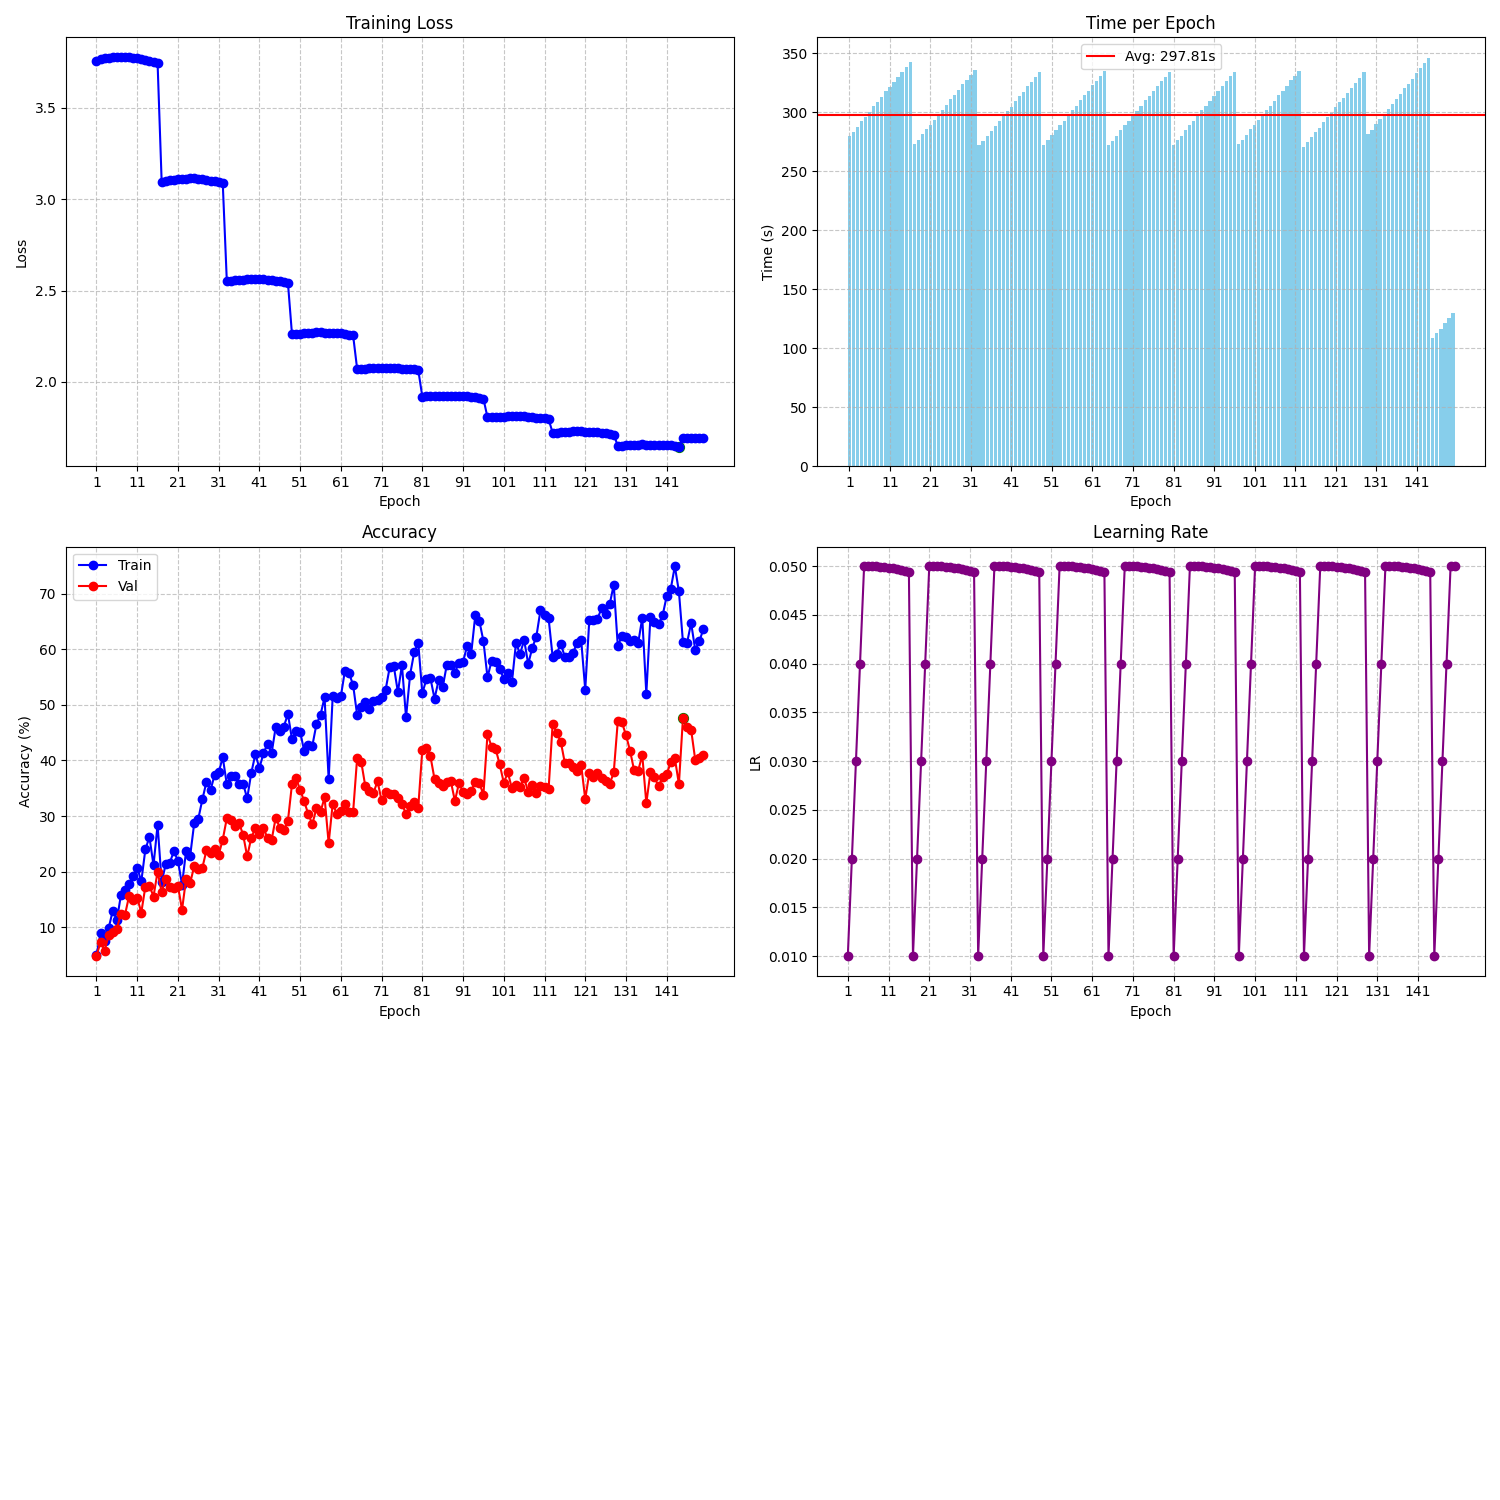 Training Loss
Loss
3.5
3.0
2.5
2.0
1 11 21 31 41 51 61 71 81 91 101 111 121 131 141
Epoch
Time per Epoch
Avg: 297.81s
Time (s)
350
300
250
200
150
100
50
0
1 11 21 31 41 51 61 71 81 91 101 111 121 131 141
Epoch
Accuracy
Train
Val
Accuracy (%)
70
60
50
40
30
20
10
1 11 21 31 41 51 61 71 81 91 101 111 121 131 141
Epoch
Learning Rate
LR
0.050
0.045
0.040
0.035
0.030
0.025
0.020
0.015
0.010
1 11 21 31 41 51 61 71 81 91 101 111 121 131 141
Epoch